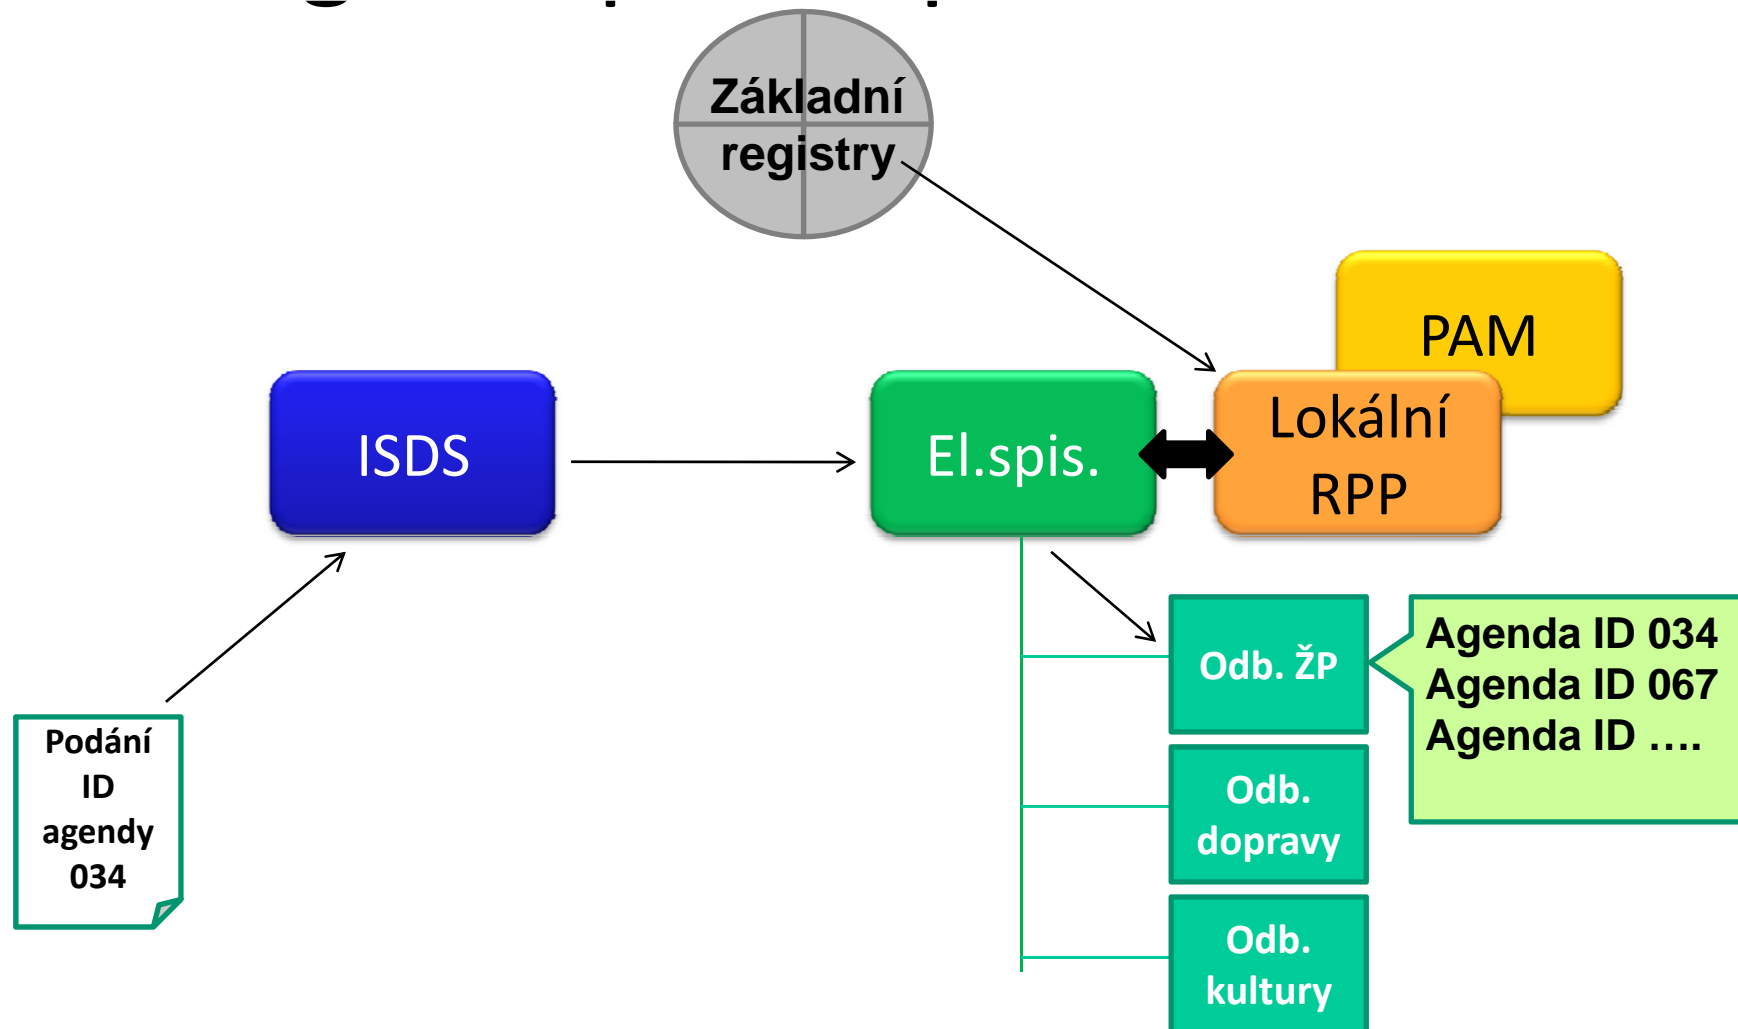 Základní
registry
PAM
Lokální
RPP
ISDS
El.spis.
Odb. ŽP
Agenda ID 034
Agenda ID 067
Agenda ID ....
Podání
ID
agendy
034
Odb.
dopravy
Odb.
kultury